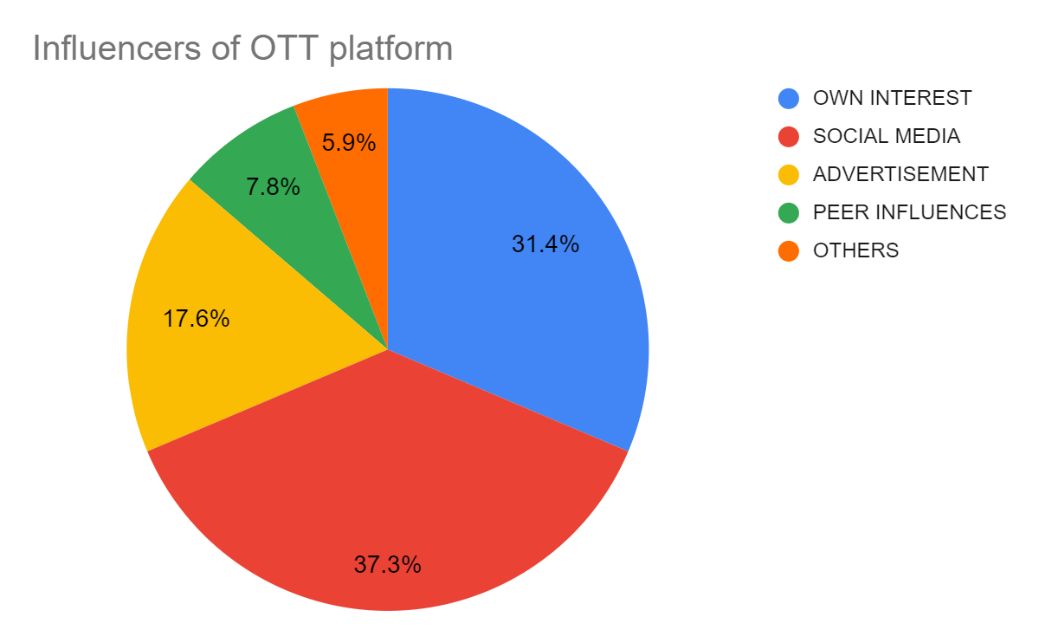 Influencers of OTT platform
5.9%
7.8%
31.4%
17.6%
37.3%
OWN INTEREST
SOCIAL MEDIA
ADVERTISEMENT
PEER INFLUENCES
OTHERS